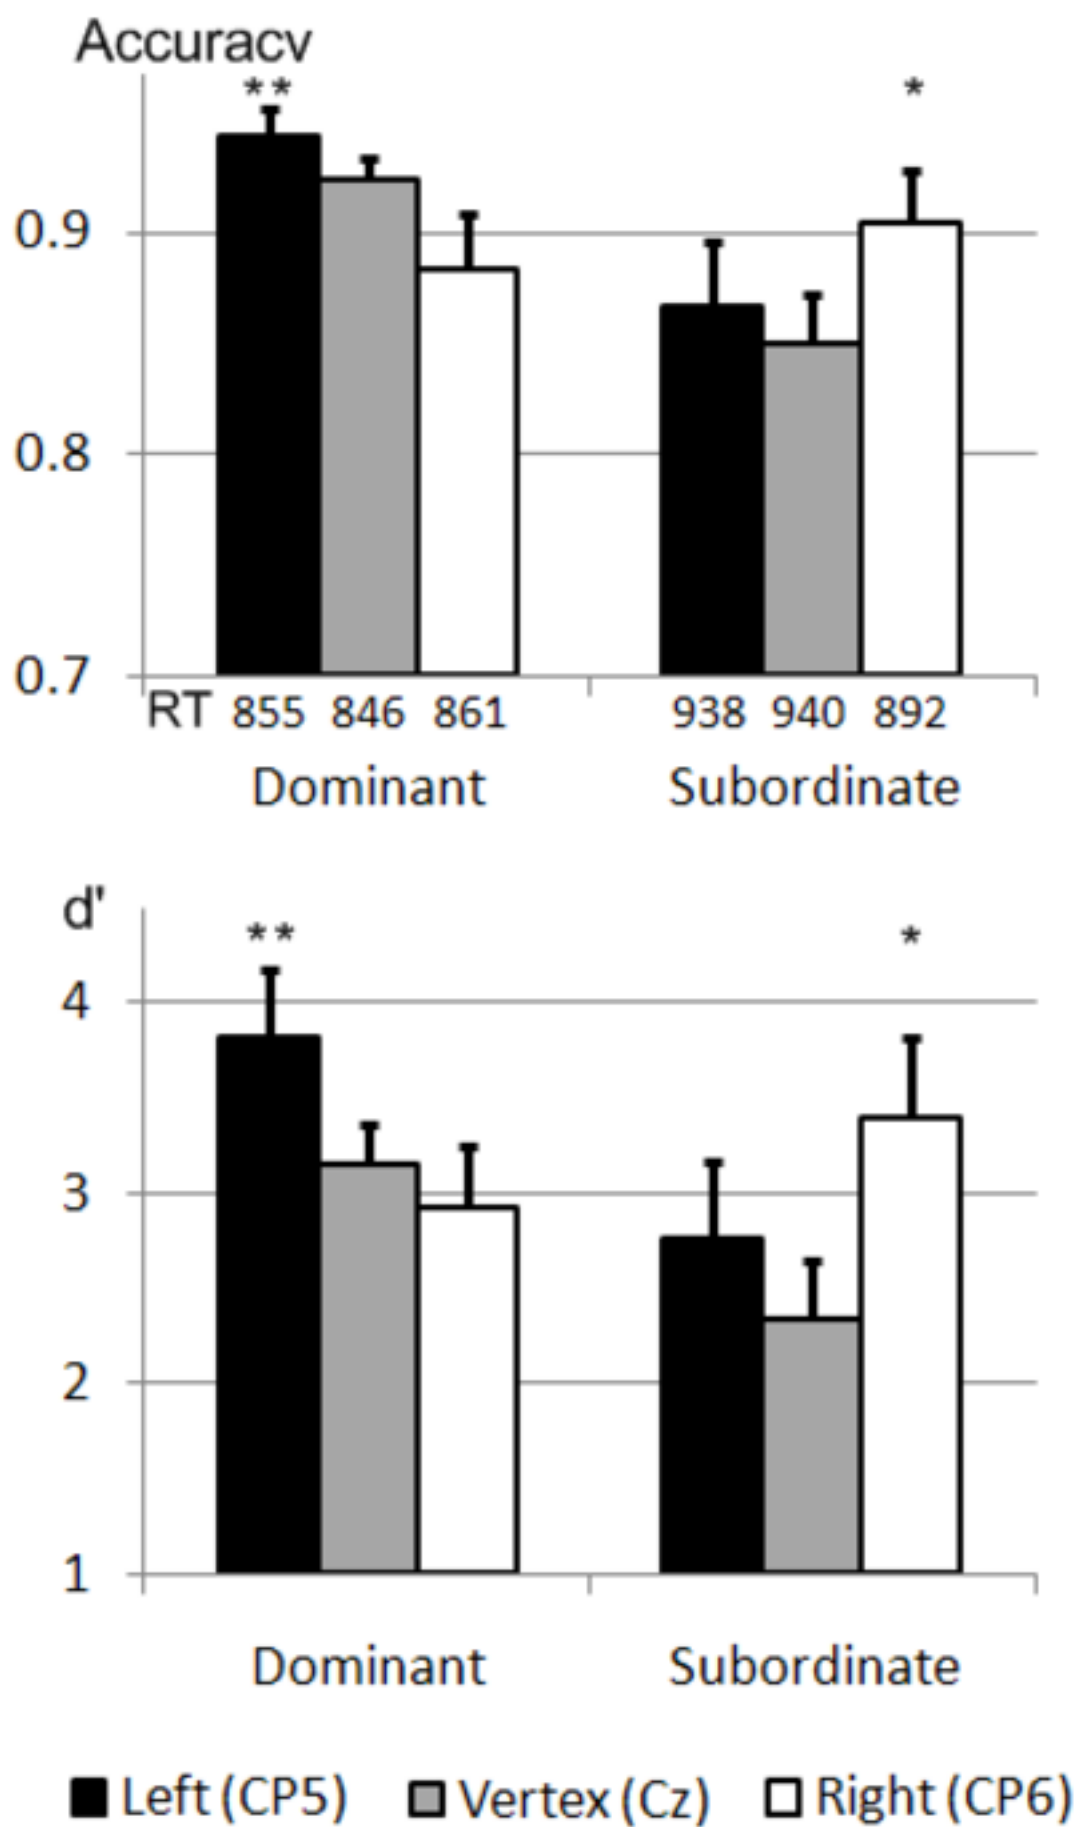 Accuracy
** *
0.9
0.8
0.7
RT 855 846 861 938 940 892
Dominant Subordinate
d'
** *
4
3
2
1
Dominant Subordinate
Left (CP5) Vertex (Cz) Right (CP6)